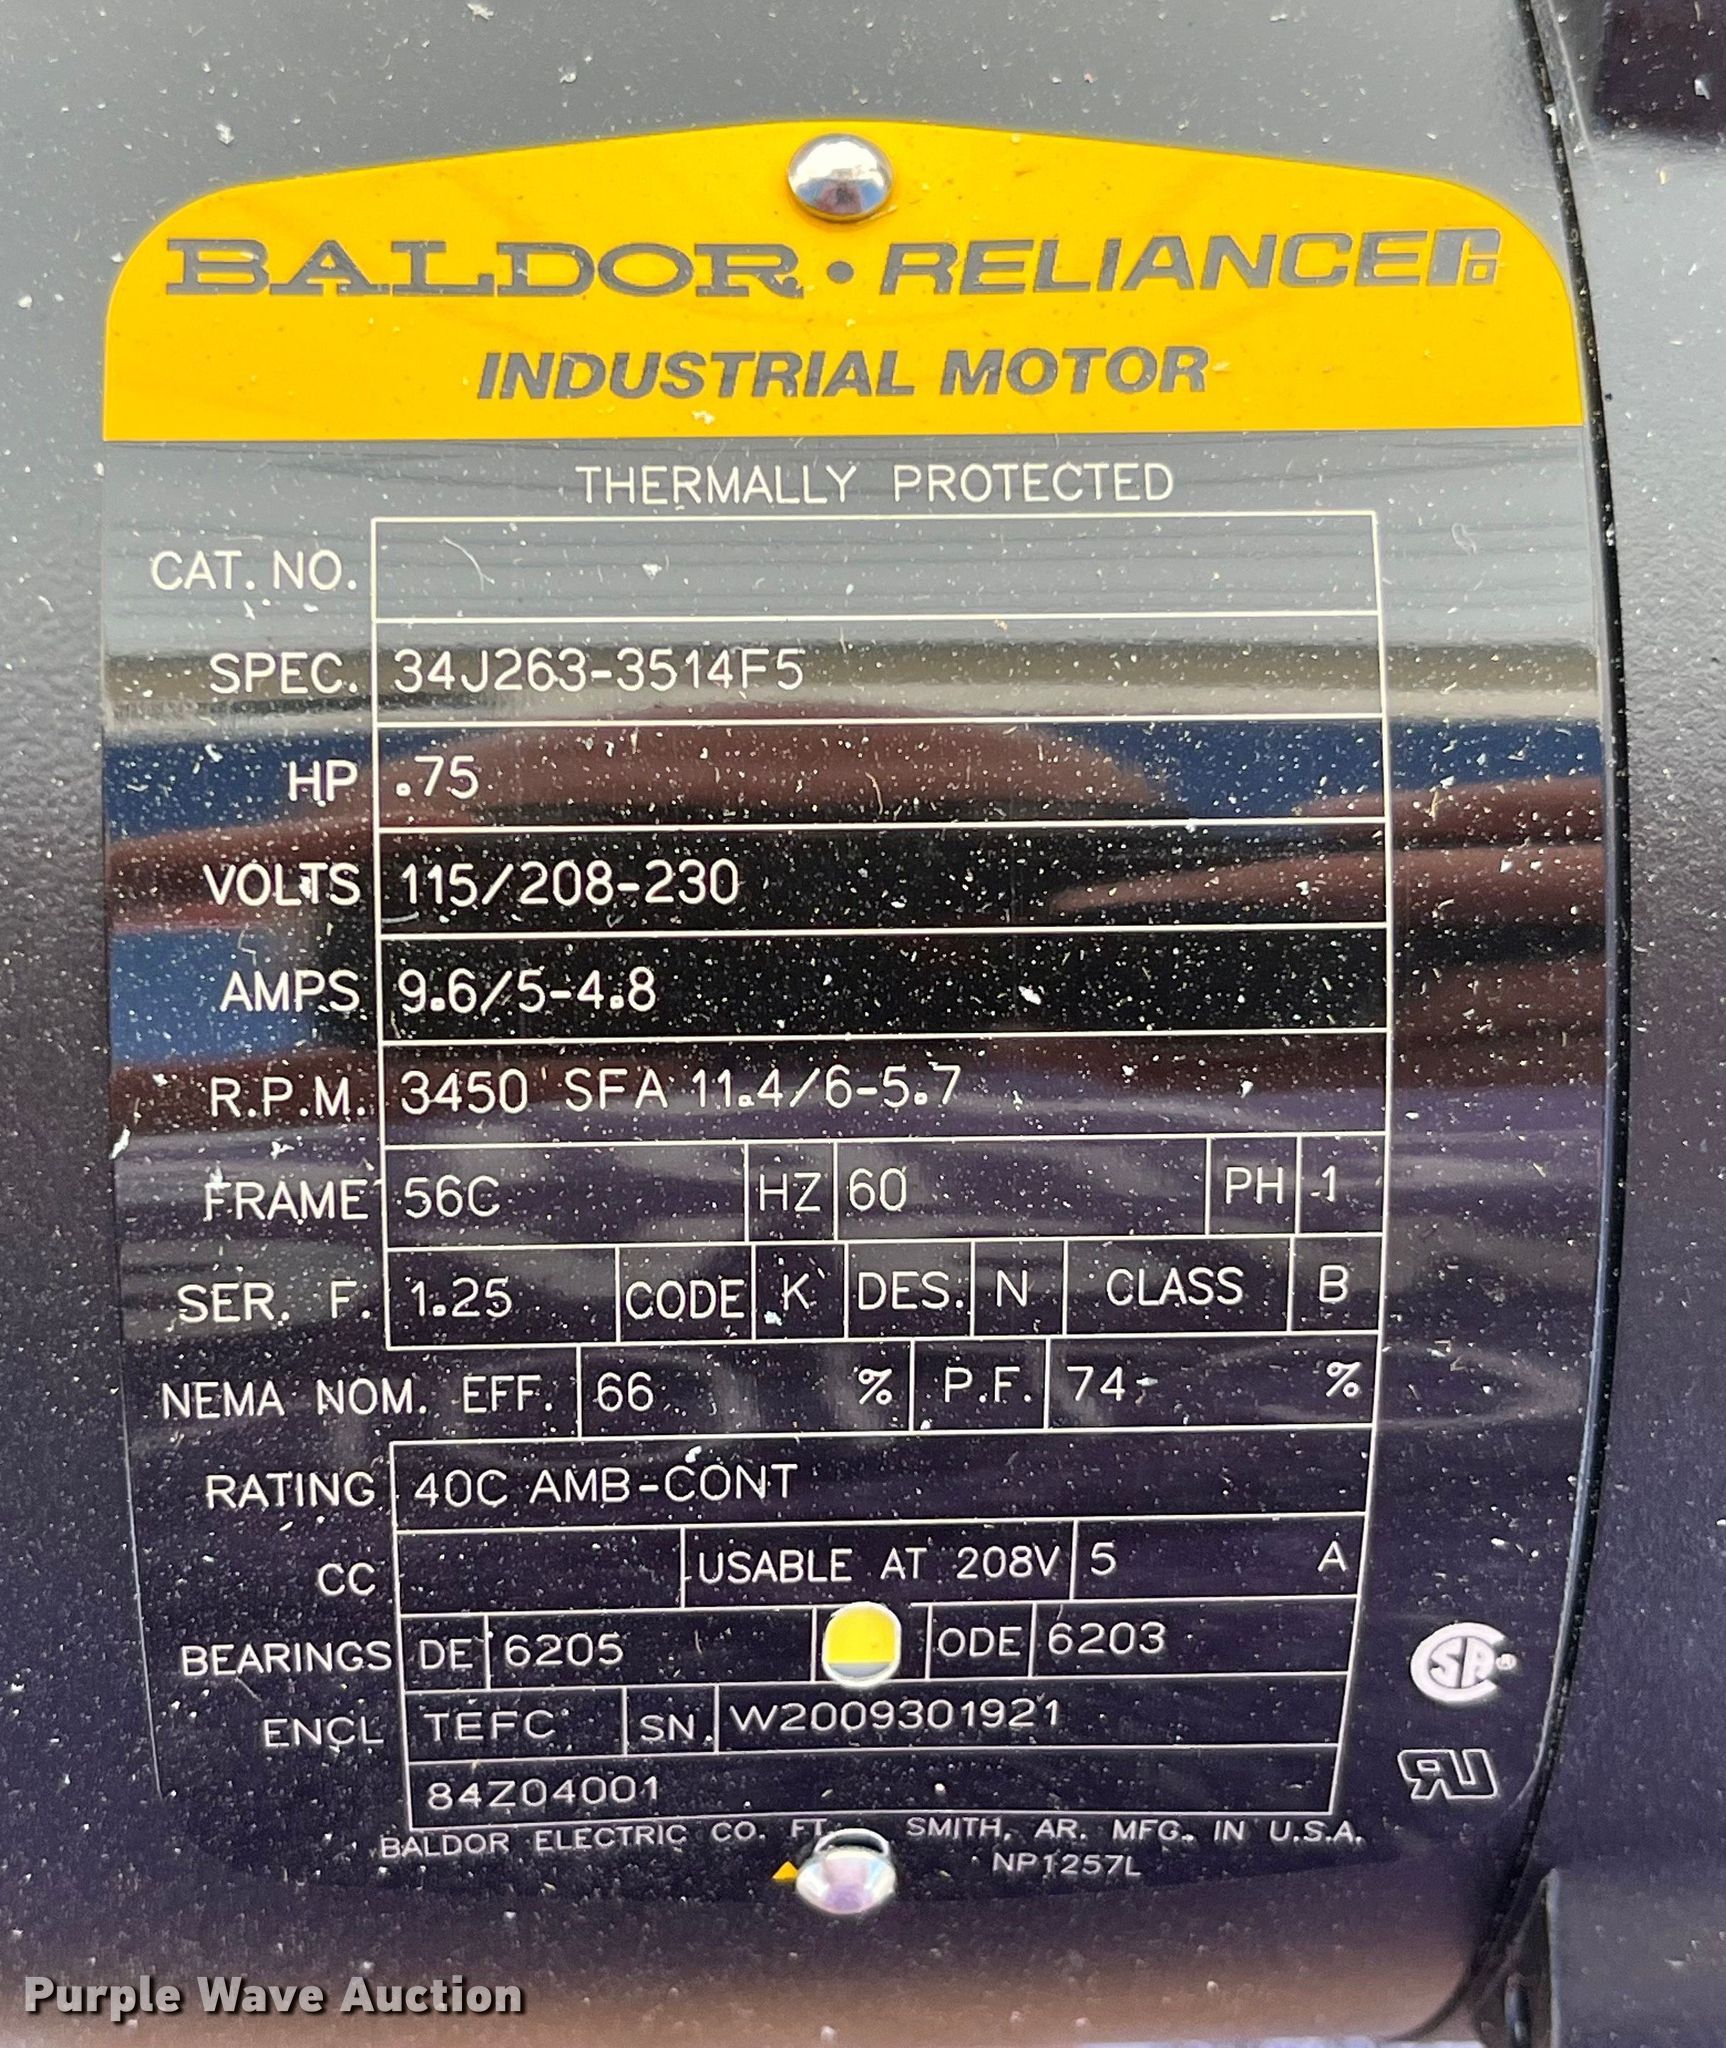 BALDOR • RELIANCE
INDUSTRIAL MOTOR
THERMALLY PROTECTED
CAT. NO.
SPEC. 34J263-3514F5
HP .75
VOLTS 115/208-230
AMPS 9.6/5-4.8
R.P.M. 3450 SFA 11.4/6-5.7
FRAME 56C HZ 60 PH 1
SER. F. 1.25 CODE K DES. N CLASS B
NEMA NOM. EFF. 66 % P.F. 74 %
RATING 40C AMB-CONT
CC USABLE AT 208V 5 A
BEARINGS DE 6205 ODE 6203
ENCL TEFC SN W2009301921
84Z04001
BALDOR ELECTRIC CO. FT. SMITH, AR. MFG. IN U.S.A.
NP1257L
SA®
RU
Purple Wave Auction